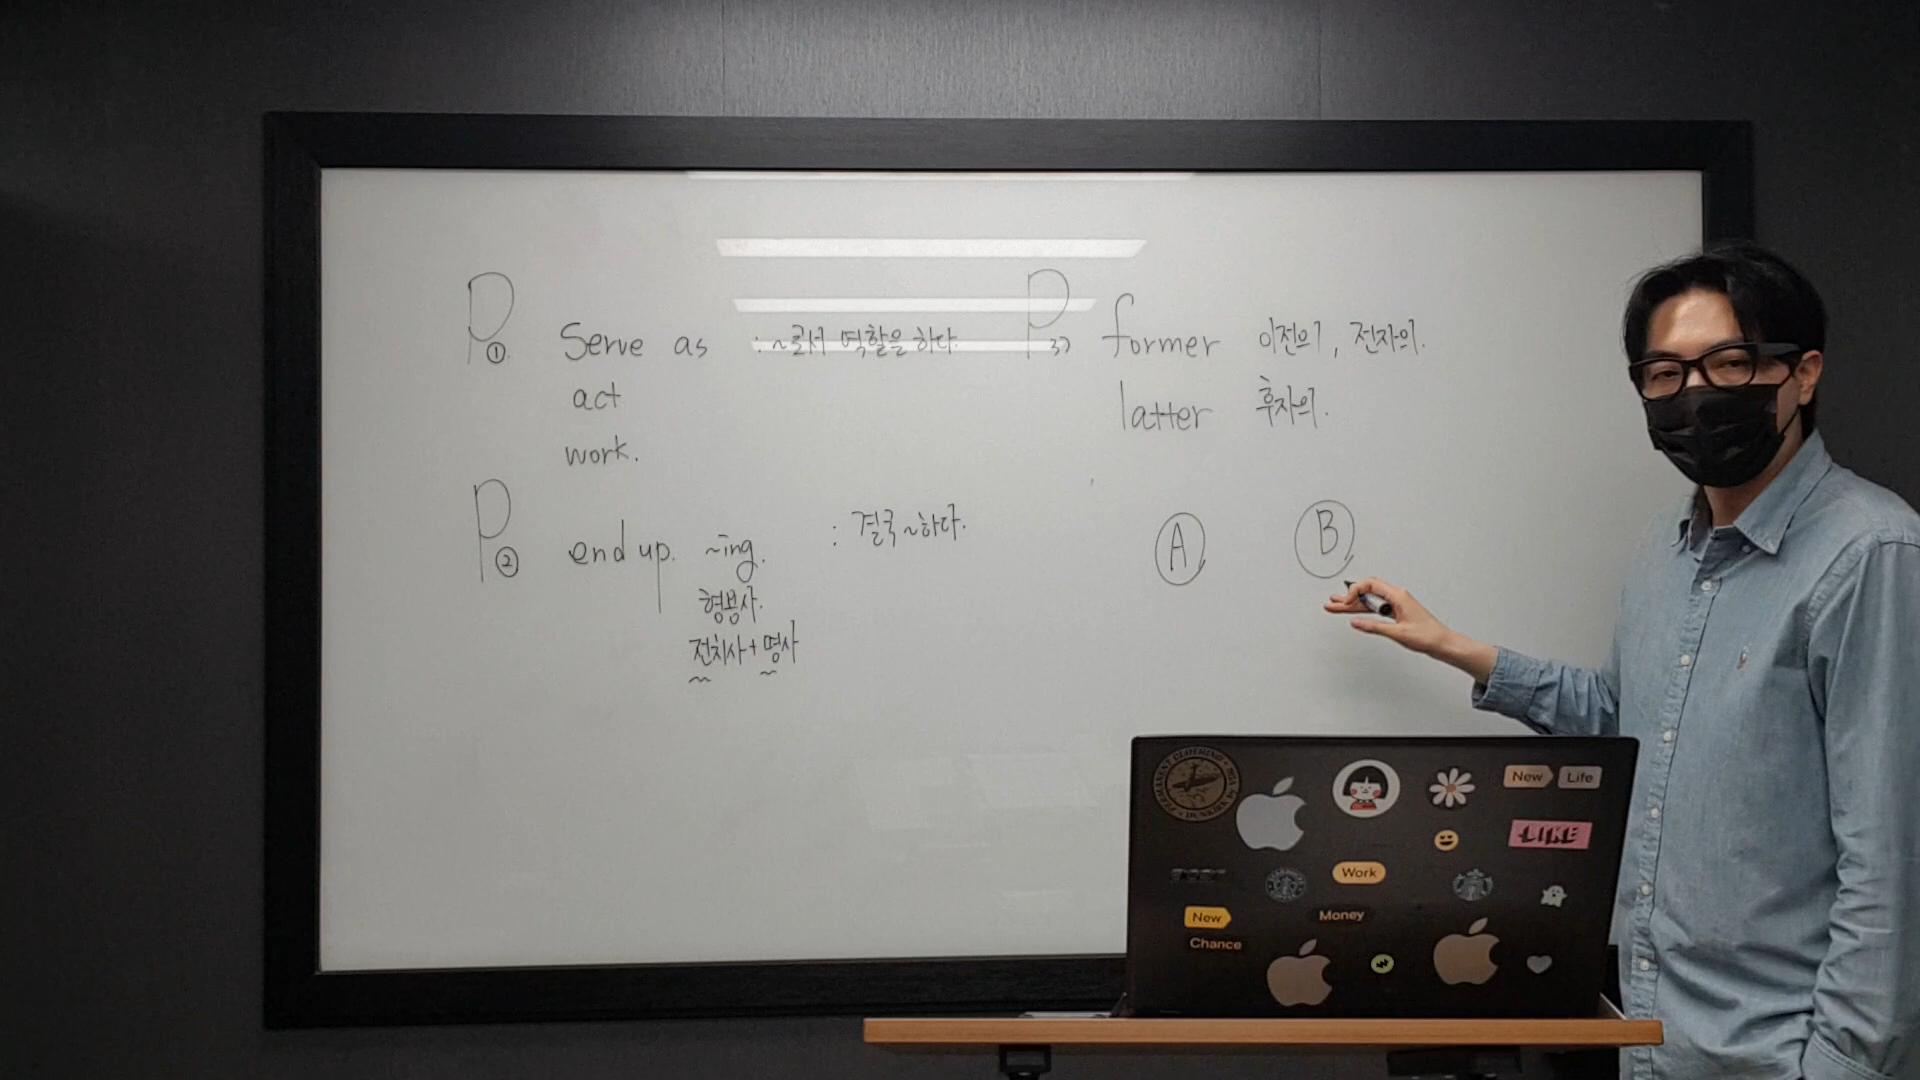 P① Serve as : ~로서 역할을 하다.
act
work.
P② end up. ~ing. : 결국 ~하다.
형용사.
전치사 + 명사
P3) former 이전의, 전자의.
latter 후자의.
A B
New Life
LIKE
Work
New
Money
Chance